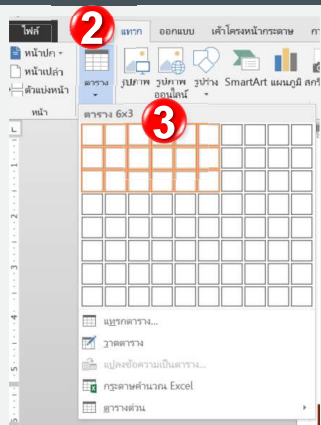 2
ไฟล์ แทรก ออกแบบ เค้าโครงหน้ากระดาษ
หน้าปก
หน้าเปล่า
ตัวแบ่งหน้า
หน้า
ตาราง รูปภาพ รูปภาพออนไลน์ รูปร่าง SmartArt แผนภูมิ
3
ตาราง 6x3
แทรกตาราง...
วาดตาราง
แปลงข้อความเป็นตาราง...
กระดาษคำนวณ Excel
ตารางด่วน